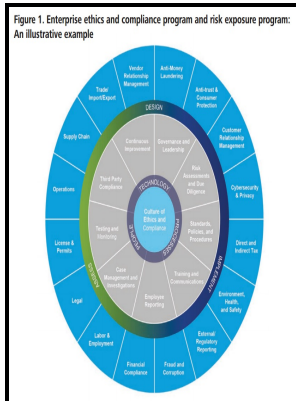 Figure 1. Enterprise ethics and compliance program and risk exposure program:
An illustrative example
Anti-Money
Laundering
Anti-trust &
Consumer
Protection
Customer
Relationship
Management
Cybersecurity
& Privacy
Direct and
Indirect Tax
Environment,
Health,
and Safety
External
Regulatory
Reporting
Fraud and
Corruption
Financial
Compliance
Labor &
Employment
Legal
License &
Permits
Operations
Supply Chain
Trade/
Import/Export
Vendor
Relationship
Management
DESIGN
IMPLEMENT
ASSESS
Governance and
Leadership
Risk
Assessments
and Due
Diligence
Standards,
Policies, and
Procedures
Training and
Communications
Employee
Reporting
Case
Management and
Investigations
Testing and
Monitoring
Third Party
Compliance
Continuous
Improvement
TECHNOLOGY
PROCESSES
PEOPLE
Culture of
Ethics and
Compliance